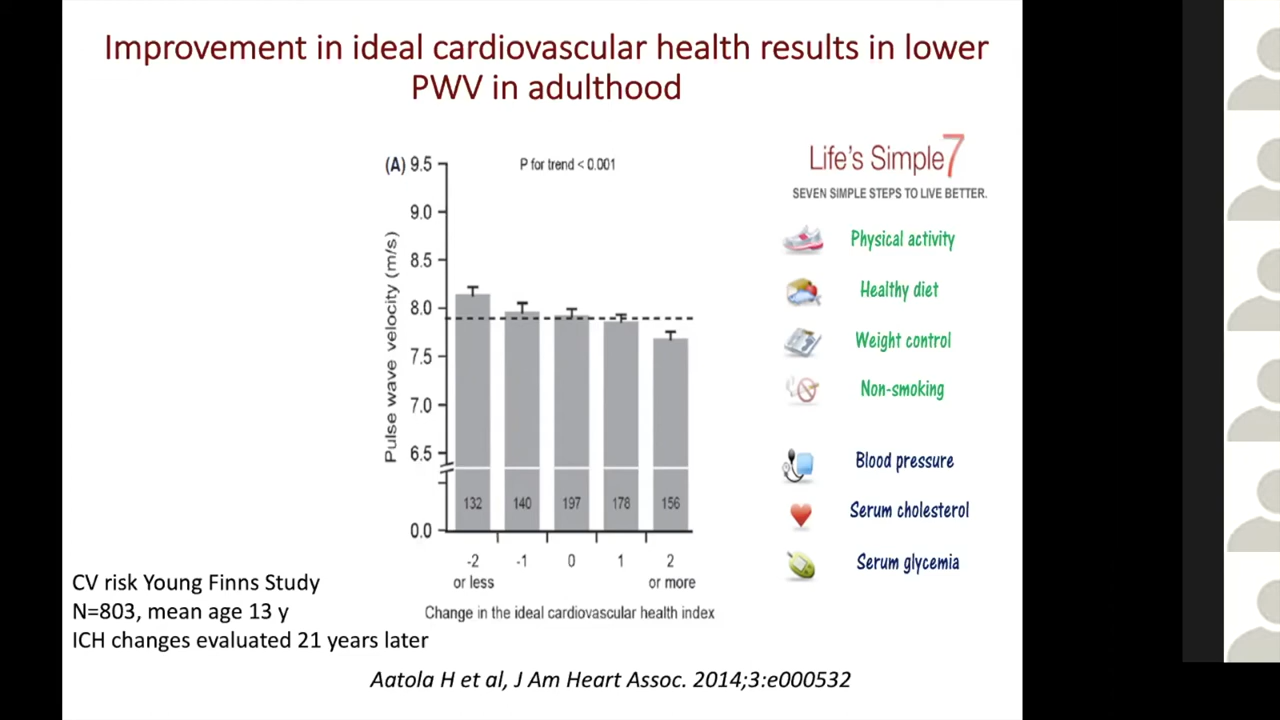 Improvement in ideal cardiovascular health results in lower
PWV in adulthood
(A)
P for trend < 0.001
Pulse wave velocity (m/s)
9.5
9.0
8.5
8.0
7.5
7.0
6.5
0.0
132 140 197 178 156
-2 -1 0 1 2
or less or more
Change in the ideal cardiovascular health index
Life's Simple 7
SEVEN SIMPLE STEPS TO LIVE BETTER.
Physical activity
Healthy diet
Weight control
Non-smoking
Blood pressure
Serum cholesterol
Serum glycemia
CV risk Young Finns Study
N=803, mean age 13 y
ICH changes evaluated 21 years later
Aatola H et al, J Am Heart Assoc. 2014;3:e000532